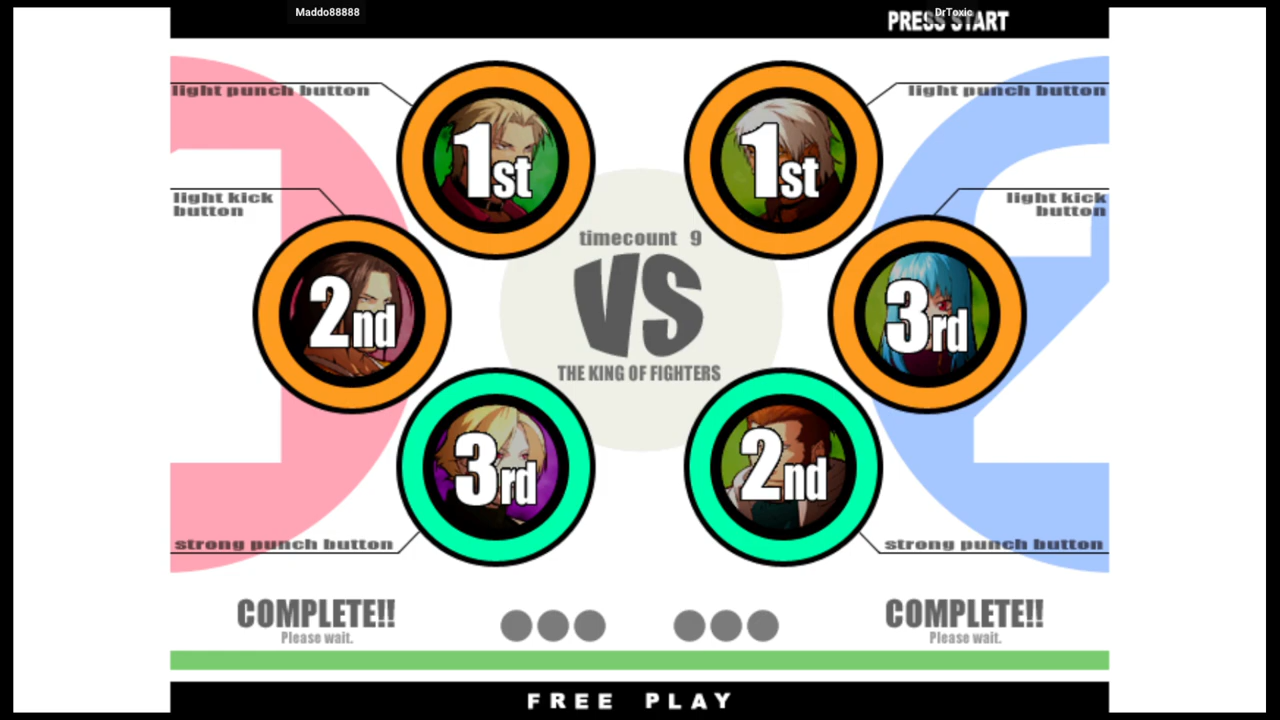 Maddo88888
DrToxic
PRESS START
light punch button
light punch button
1st
1st
light kick
button
light kick
button
timecount 9
VS
THE KING OF FIGHTERS
2nd
3rd
3rd
2nd
strong punch button
strong punch button
COMPLETE!!
Please wait.
COMPLETE!!
Please wait.
FREE PLAY